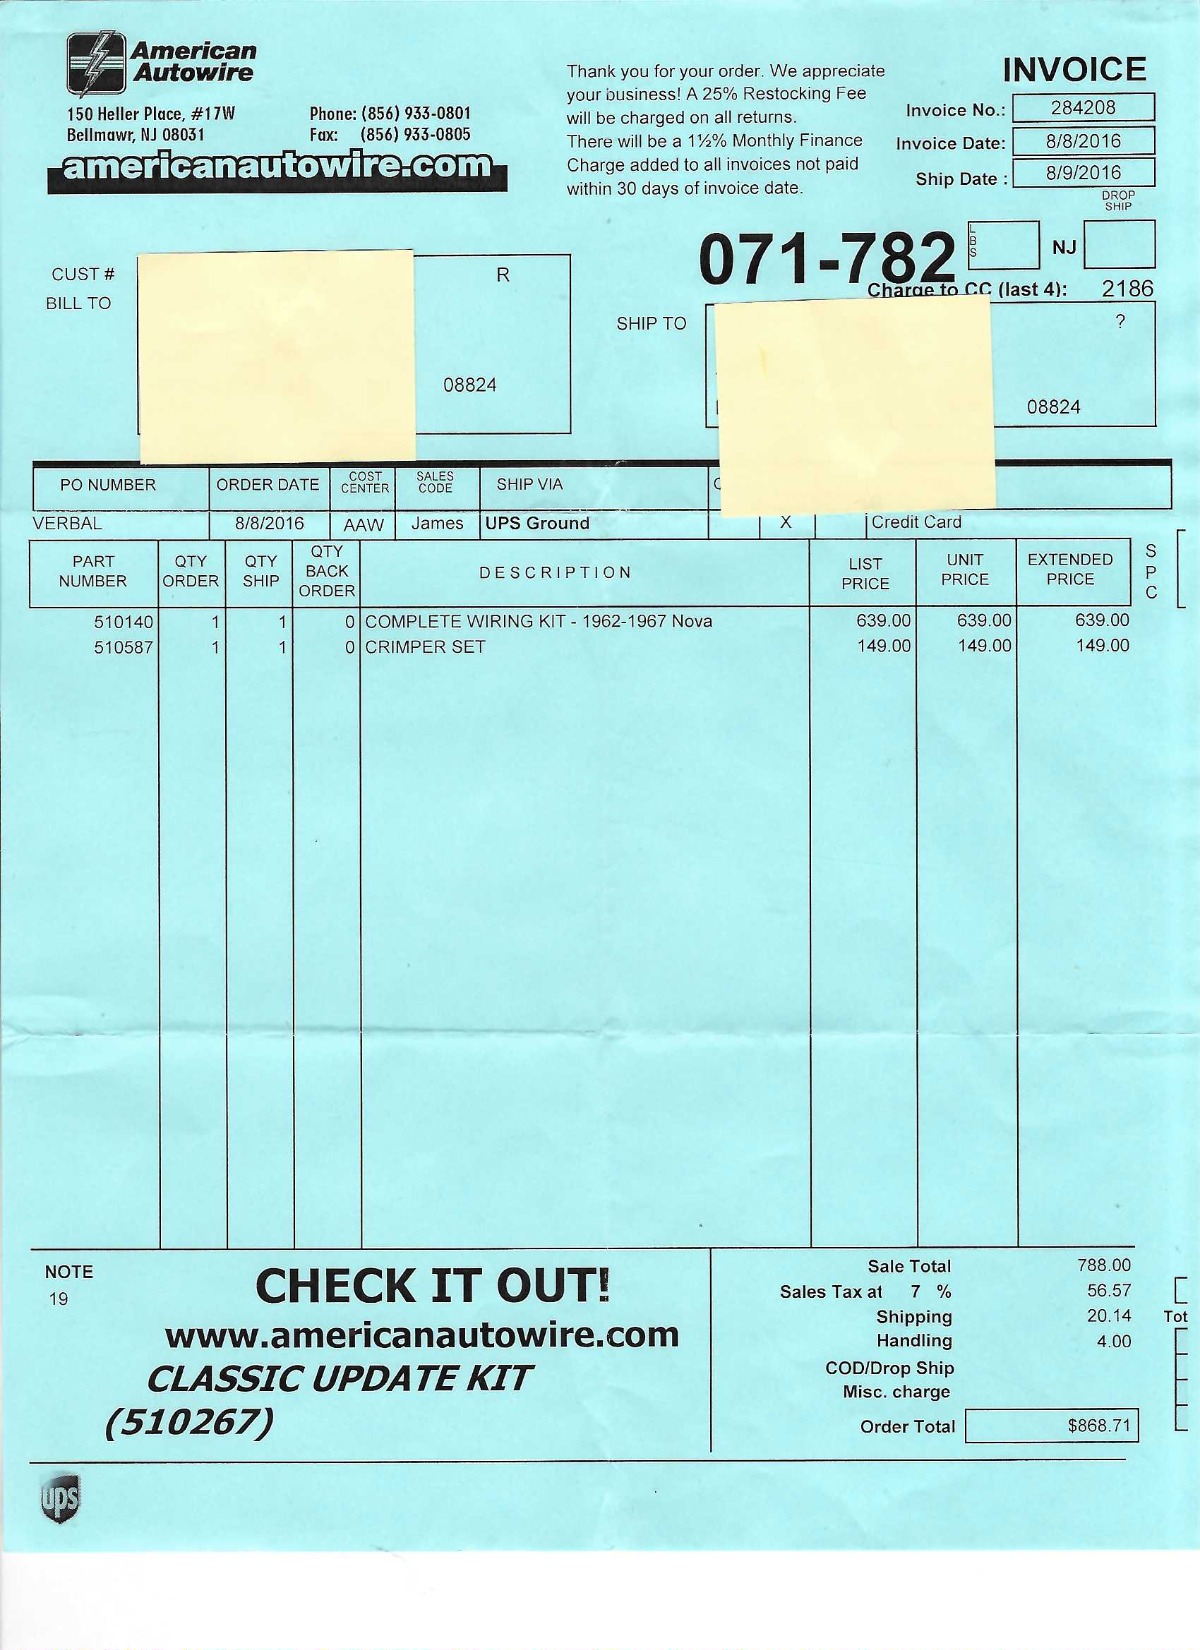 American
Autowire
150 Heller Place, #17W Phone: (856) 933-0801
Bellmawr, NJ 08031 Fax: (856) 933-0805
americanautowire.com
Thank you for your order. We appreciate
your business! A 25% Restocking Fee
will be charged on all returns.
There will be a 1½% Monthly Finance
Charge added to all invoices not paid
within 30 days of invoice date.
INVOICE
Invoice No.: 284208
Invoice Date: 8/8/2016
Ship Date : 8/9/2016
DROP
SHIP
071-782 LBS NJ
Charge to CC (last 4): 2186
CUST # R
BILL TO
08824
SHIP TO ?
08824
PO NUMBER ORDER DATE COST CENTER SALES CODE SHIP VIA
VERBAL 8/8/2016 AAW James UPS Ground X Credit Card
PART NUMBER QTY ORDER QTY SHIP QTY BACK ORDER DESCRIPTION LIST PRICE UNIT PRICE EXTENDED PRICE SPC
510140 1 1 0 COMPLETE WIRING KIT - 1962-1967 Nova 639.00 639.00 639.00
510587 1 1 0 CRIMPER SET 149.00 149.00 149.00
NOTE
19
CHECK IT OUT!
www.americanautowire.com
CLASSIC UPDATE KIT
(510267)
Sale Total 788.00
Sales Tax at 7 % 56.57
Shipping 20.14 Tot
Handling 4.00
COD/Drop Ship
Misc. charge
Order Total $868.71
ups